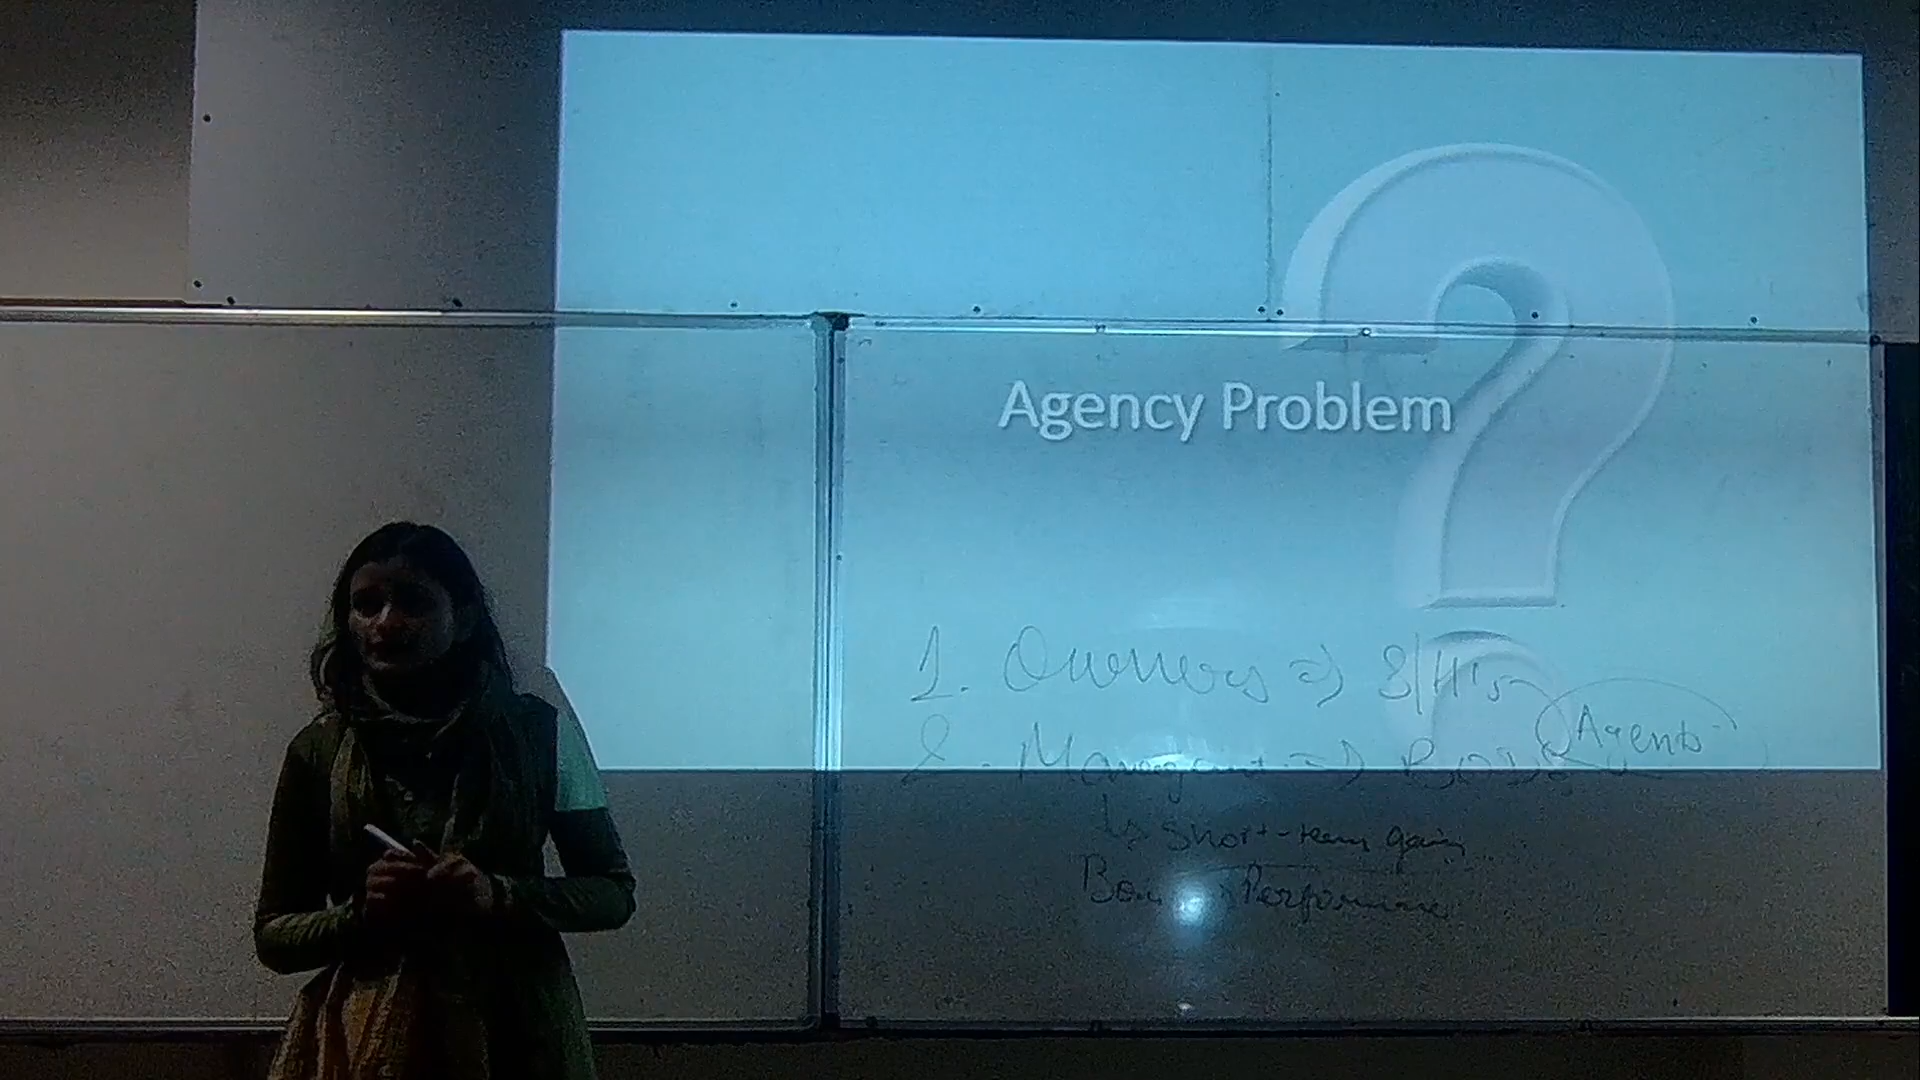 Agency Problem
1. Owners => S/H's
2. Management => BOD's
Agents
↳ short-term gain
Performance